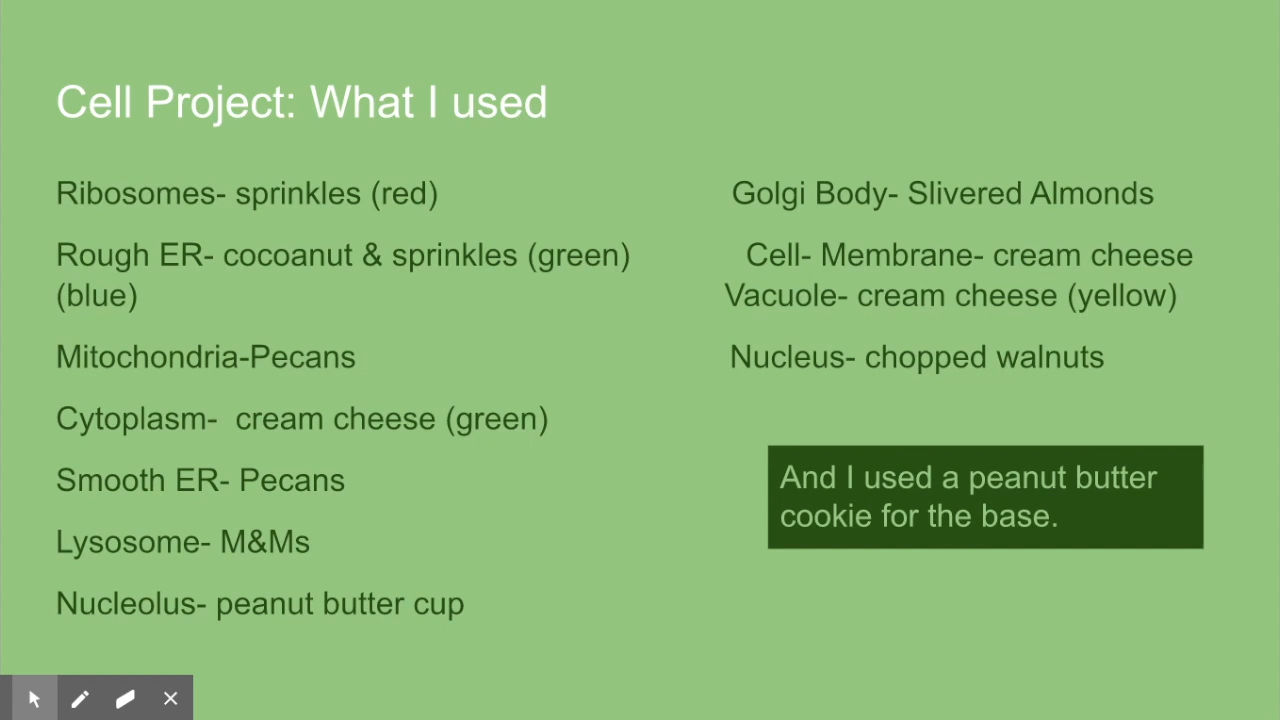 Cell Project: What I used
Ribosomes- sprinkles (red)
Rough ER- cocoanut & sprinkles (green)
(blue)
Mitochondria-Pecans
Cytoplasm-  cream cheese (green)
Smooth ER- Pecans
Lysosome- M&Ms
Nucleolus- peanut butter cup
Golgi Body- Slivered Almonds
Cell- Membrane- cream cheese
Vacuole- cream cheese (yellow)
Nucleus- chopped walnuts
And I used a peanut butter
cookie for the base.